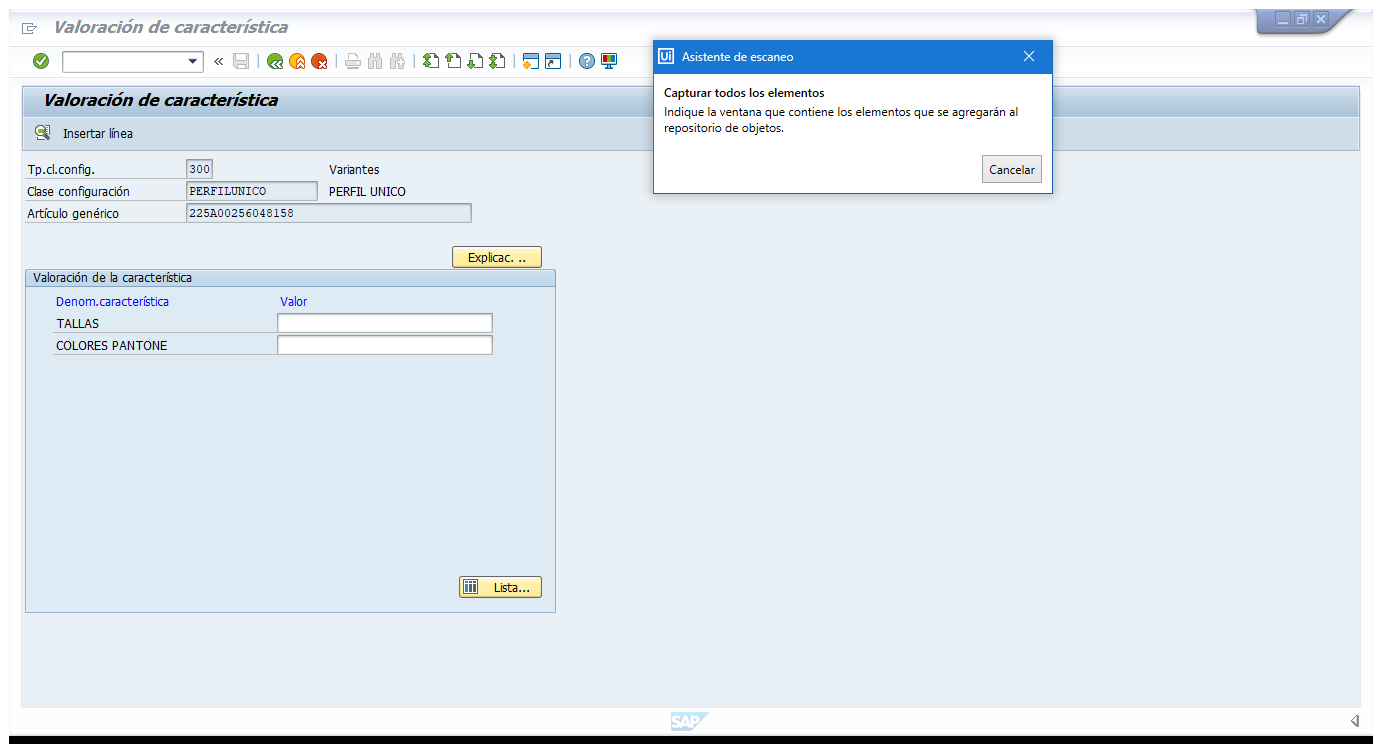 Valoración de característica
Ui Asistente de escaneo
Capturar todos los elementos
Indique la ventana que contiene los elementos que se agregarán al
repositorio de objetos.
Cancelar
Valoración de característica
Insertar línea
Tp.cl.config. 300 Variantes
Clase configuración PERFILUNICO PERFIL UNICO
Artículo genérico 225A00256048158
Explicac. ..
Valoración de la característica
Denom.característica Valor
TALLAS
COLORES PANTONE
Lista...
SAP